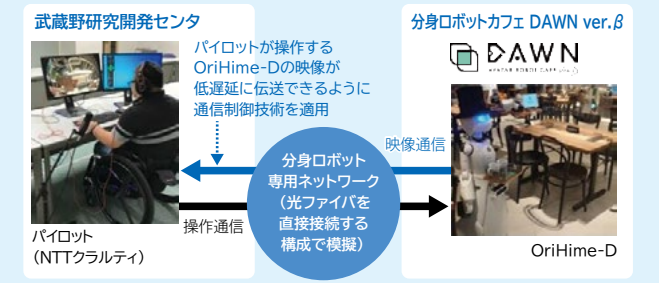 武蔵野研究開発センタ
分身ロボットカフェ DAWN ver.β
パイロットが操作する
OriHime-Dの映像が
低遅延に伝送できるように
通信制御技術を適用
DAWN
AVATAR ROBOT CAFE ver.β
映像通信
分身ロボット
専用ネットワーク
（光ファイバを
直接接続する
構成で模擬）
操作通信
パイロット
（NTTクラルティ）
OriHime-D